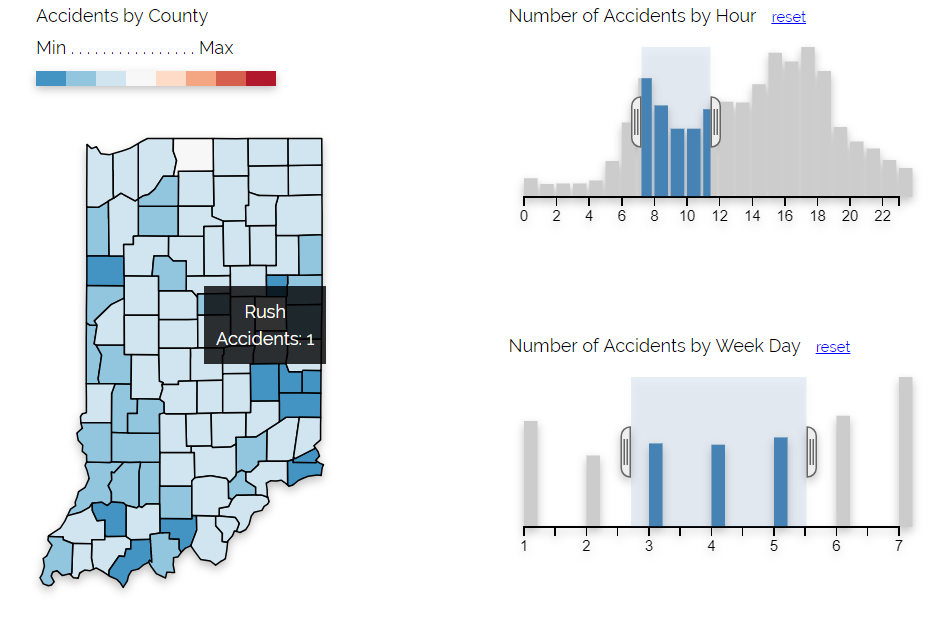 Accidents by County
Min . . . . . . . . . . . . . . . . Max
Rush
Accidents: 1
Number of Accidents by Hour reset
0 2 4 6 8 10 12 14 16 18 20 22
Number of Accidents by Week Day reset
1 2 3 4 5 6 7